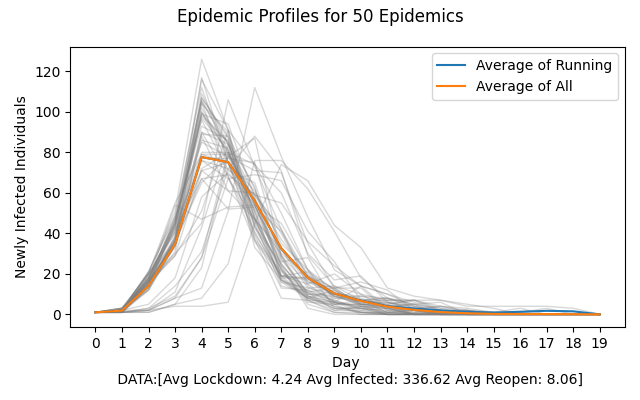 Epidemic Profiles for 50 Epidemics
Newly Infected Individuals
120
100
80
60
40
20
0
Average of Running
Average of All
0 1 2 3 4 5 6 7 8 9 10 11 12 13 14 15 16 17 18 19
Day
DATA:[Avg Lockdown: 4.24 Avg Infected: 336.62 Avg Reopen: 8.06]